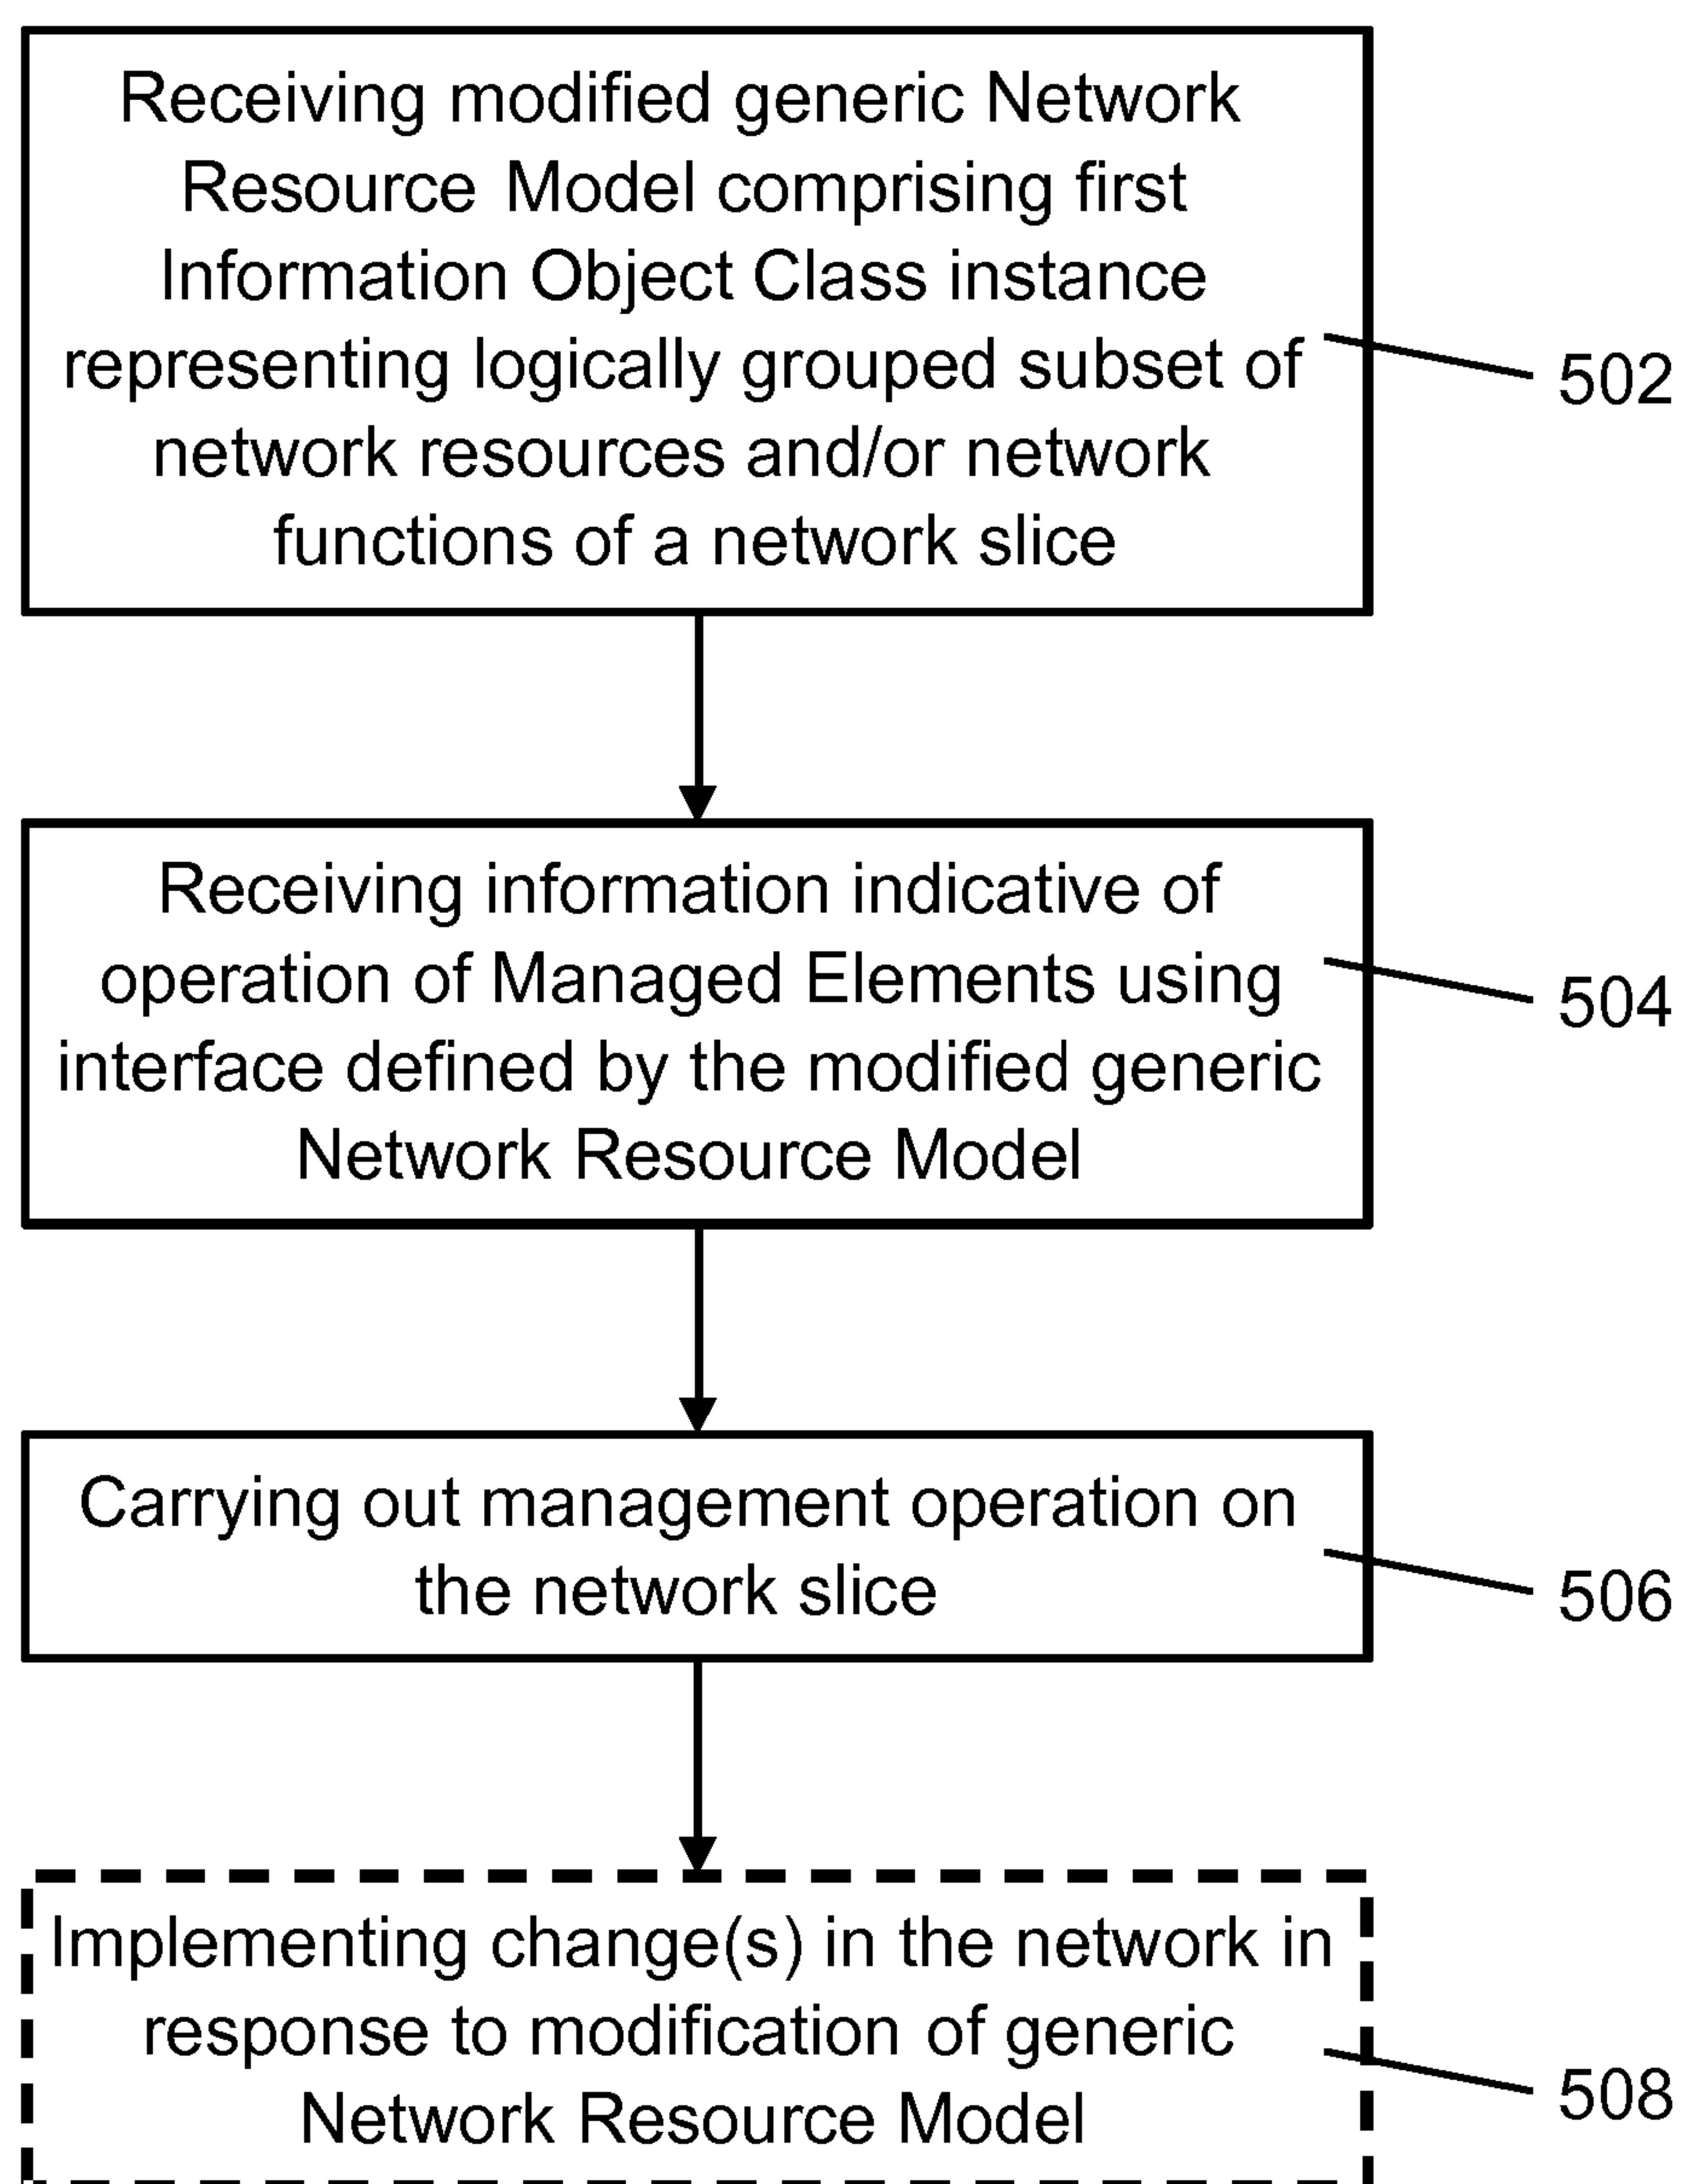 Receiving modified generic Network
Resource Model comprising first
Information Object Class instance
representing logically grouped subset of
network resources and/or network
functions of a network slice
502
Receiving information indicative of
operation of Managed Elements using
interface defined by the modified generic
Network Resource Model
504
Carrying out management operation on
the network slice
506
Implementing change(s) in the network in
response to modification of generic
Network Resource Model
508